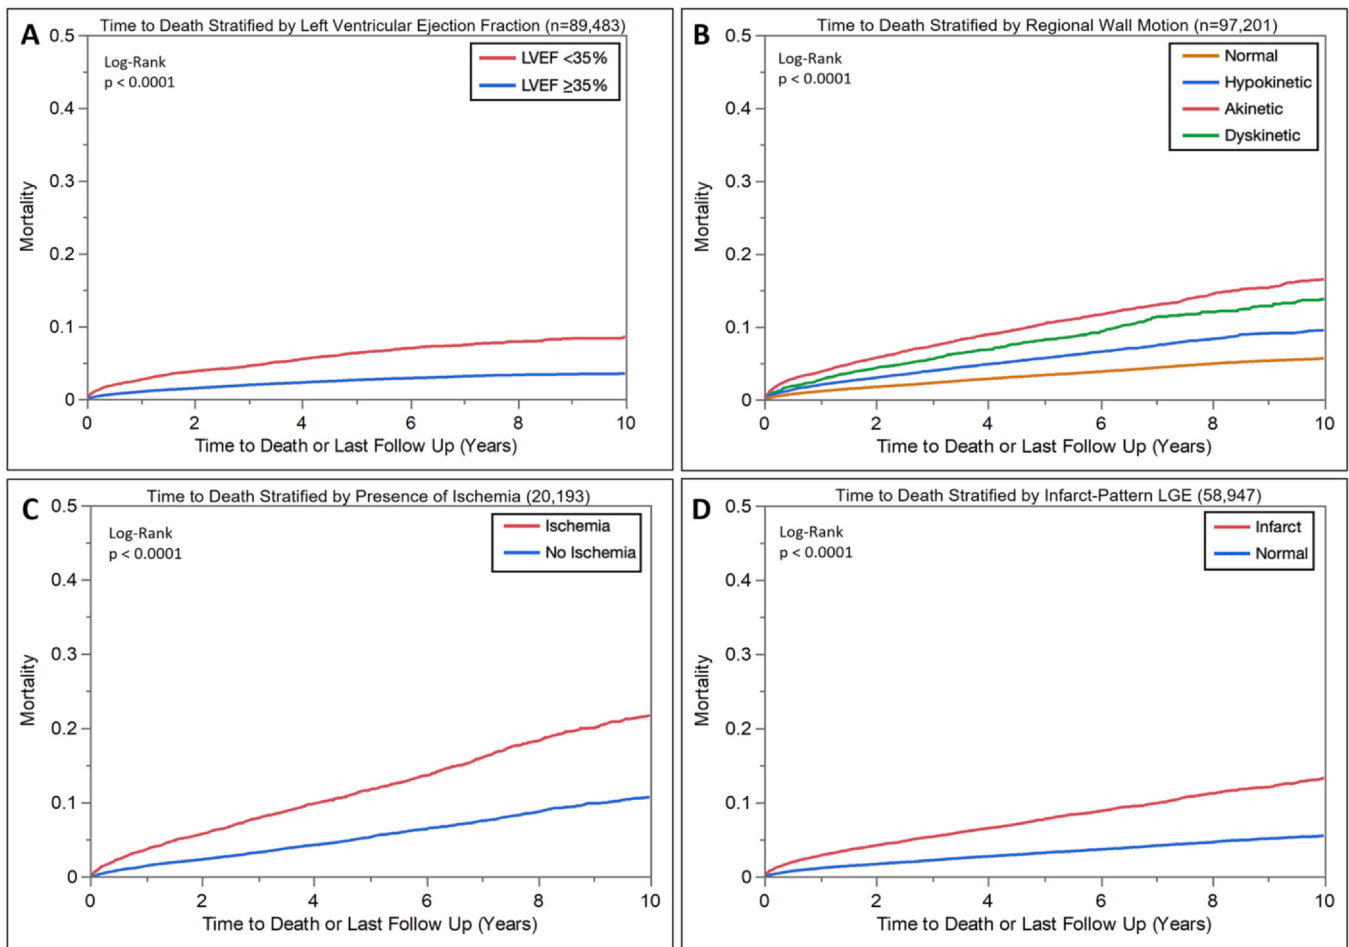 A
Time to Death Stratified by Left Ventricular Ejection Fraction (n=89,483)
Log-Rank
p < 0.0001
LVEF <35%
LVEF ≥35%
0.5
0.4
0.3
0.2
0.1
0
Mortality
0 2 4 6 8 10
Time to Death or Last Follow Up (Years)
B
Time to Death Stratified by Regional Wall Motion (n=97,201)
Log-Rank
p < 0.0001
Normal
Hypokinetic
Akinetic
Dyskinetic
0.5
0.4
0.3
0.2
0.1
0
Mortality
0 2 4 6 8 10
Time to Death or Last Follow Up (Years)
C
Time to Death Stratified by Presence of Ischemia (20,193)
Log-Rank
p < 0.0001
Ischemia
No Ischemia
0.5
0.4
0.3
0.2
0.1
0
Mortality
0 2 4 6 8 10
Time to Death or Last Follow Up (Years)
D
Time to Death Stratified by Infarct-Pattern LGE (58,947)
Log-Rank
p < 0.0001
Infarct
Normal
0.5
0.4
0.3
0.2
0.1
0
Mortality
0 2 4 6 8 10
Time to Death or Last Follow Up (Years)